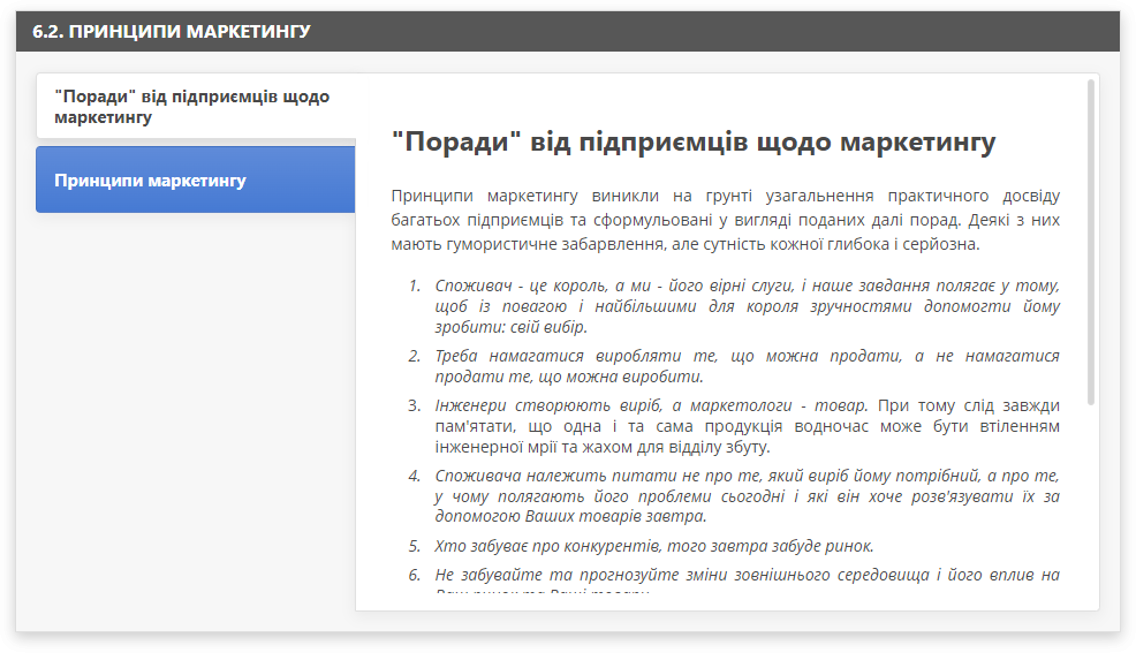 6.2. ПРИНЦИПИ МАРКЕТИНГУ
"Поради" від підприємців щодо
маркетингу
Принципи маркетингу
"Поради" від підприємців щодо маркетингу
Принципи маркетингу виникли на грунті узагальнення практичного досвіду
багатьох підприємців та сформульовані у вигляді поданих далі порад. Деякі з них
мають гумористичне забарвлення, але сутність кожної глибока і серйозна.
1. Споживач - це король, а ми - його вірні слуги, і наше завдання полягає у тому,
щоб із повагою і найбільшими для короля зручностями допомогти йому
зробити: свій вибір.
2. Треба намагатися виробляти те, що можна продати, а не намагатися
продати те, що можна виробити.
3. Інженери створюють виріб, а маркетологи - товар. При тому слід завжди
пам'ятати, що одна і та сама продукція водночас може бути втіленням
інженерної мрії та жахом для відділу збуту.
4. Споживача належить питати не про те, який виріб йому потрібний, а про те,
у чому полягають його проблеми сьогодні і які він хоче розв'язувати їх за
допомогою Ваших товарів завтра.
5. Хто забуває про конкурентів, того завтра забуде ринок.
6. Не забувайте та прогнозуйте зміни зовнішнього середовища і його вплив на
Ваш ринок та Ваші товари.